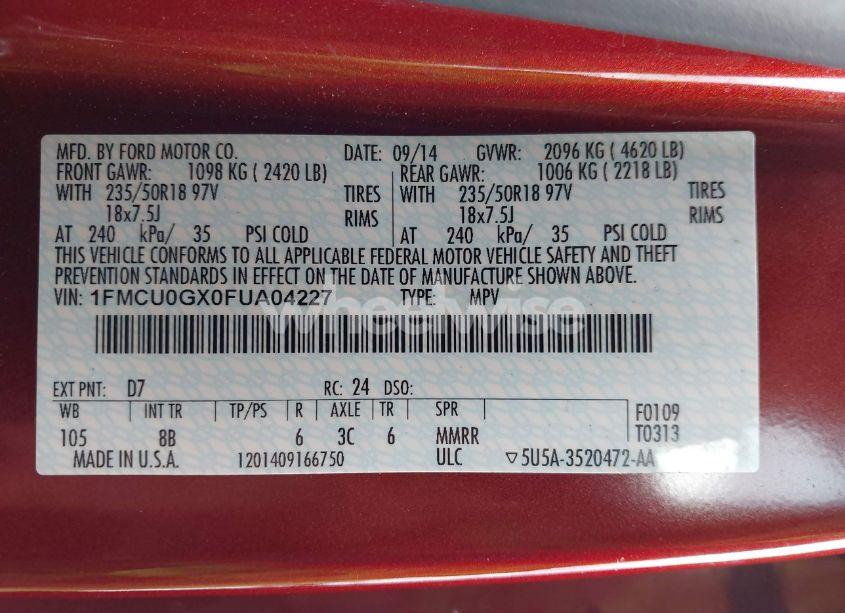 MFD. BY FORD MOTOR CO. DATE: 09/14 GVWR: 2096 KG ( 4620 LB)
FRONT GAWR: 1098 KG ( 2420 LB) REAR GAWR: 1006 KG ( 2218 LB)
WITH 235/50R18 97V TIRES WITH 235/50R18 97V TIRES
18x7.5J RIMS 18x7.5J RIMS
AT 240 kPa/ 35 PSI COLD AT 240 kPa/ 35 PSI COLD
THIS VEHICLE CONFORMS TO ALL APPLICABLE FEDERAL MOTOR VEHICLE SAFETY AND THEFT
PREVENTION STANDARDS IN EFFECT ON THE DATE OF MANUFACTURE SHOWN ABOVE.
VIN: 1FMCU0GX0FUA04227 TYPE: MPV
wheelwise
EXT PNT: D7 RC: 24 DSO:
WB INT TR TP/PS R AXLE TR SPR F0109
105 8B 6 3C 6 MMRR T0313
MADE IN U.S.A. 1201409166750 ULC ▽5U5A-3520472-AA